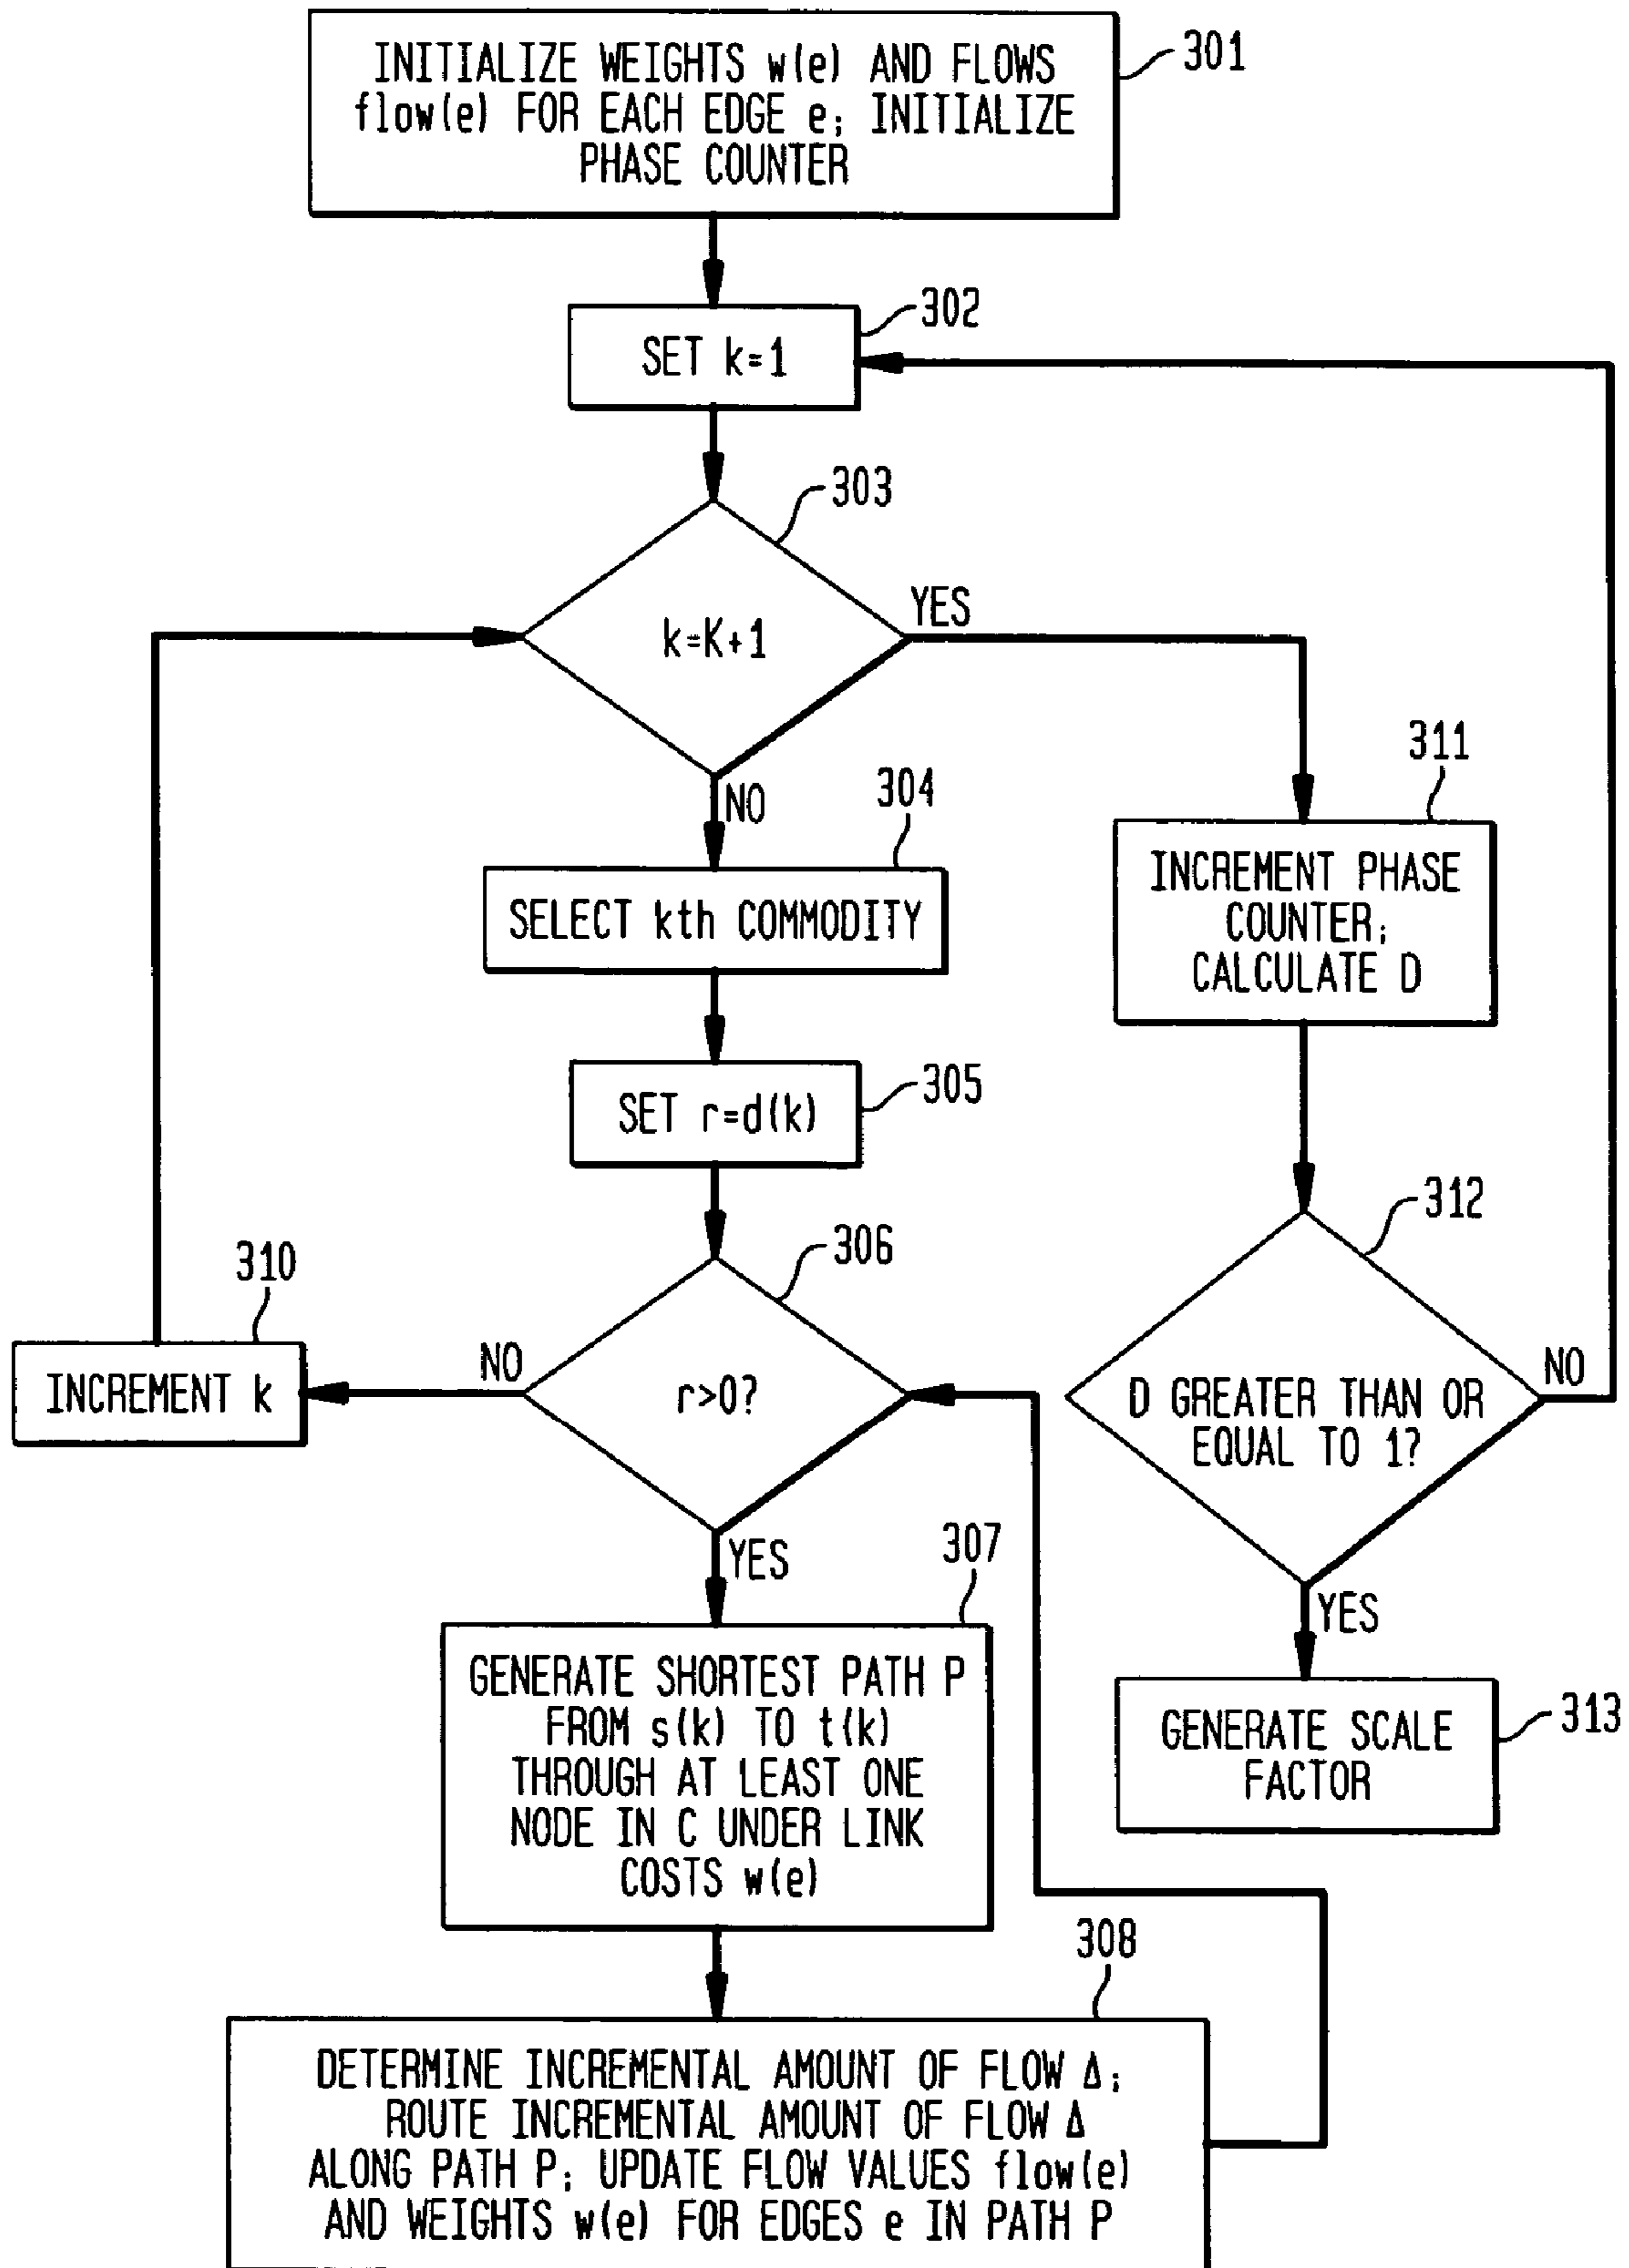 INITIALIZE WEIGHTS w(e) AND FLOWS
flow(e) FOR EACH EDGE e; INITIALIZE
PHASE COUNTER
301
302
SET k=1
303
k=K+1
YES
NO
304
SELECT kth COMMODITY
311
INCREMENT PHASE
COUNTER;
CALCULATE D
SET r=d(k)
305
306
r>0?
NO
310
INCREMENT k
312
D GREATER THAN OR
EQUAL TO 1?
NO
YES
307
GENERATE SHORTEST PATH P
FROM s(k) TO t(k)
THROUGH AT LEAST ONE
NODE IN C UNDER LINK
COSTS w(e)
YES
GENERATE SCALE
FACTOR
313
308
DETERMINE INCREMENTAL AMOUNT OF FLOW Δ;
ROUTE INCREMENTAL AMOUNT OF FLOW Δ
ALONG PATH P; UPDATE FLOW VALUES flow(e)
AND WEIGHTS w(e) FOR EDGES e IN PATH P